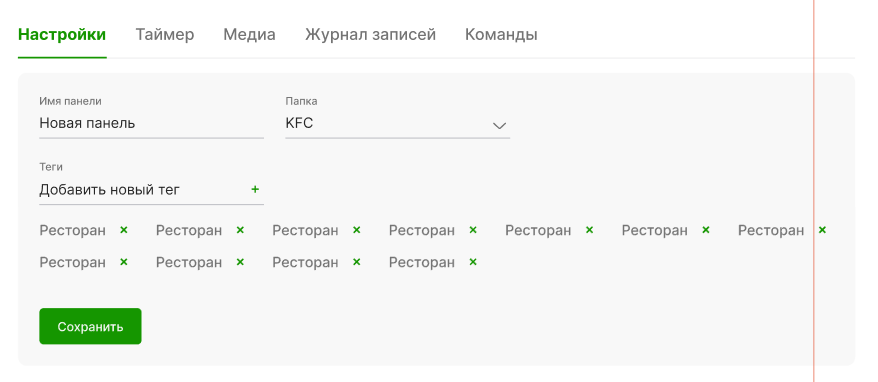 Настройки Таймер Медиа Журнал записей Команды
Имя панели Папка
Новая панель KFC
Теги
Добавить новый тег +
Ресторан × Ресторан × Ресторан × Ресторан × Ресторан × Ресторан × Ресторан ×
Ресторан × Ресторан × Ресторан × Ресторан ×
Сохранить